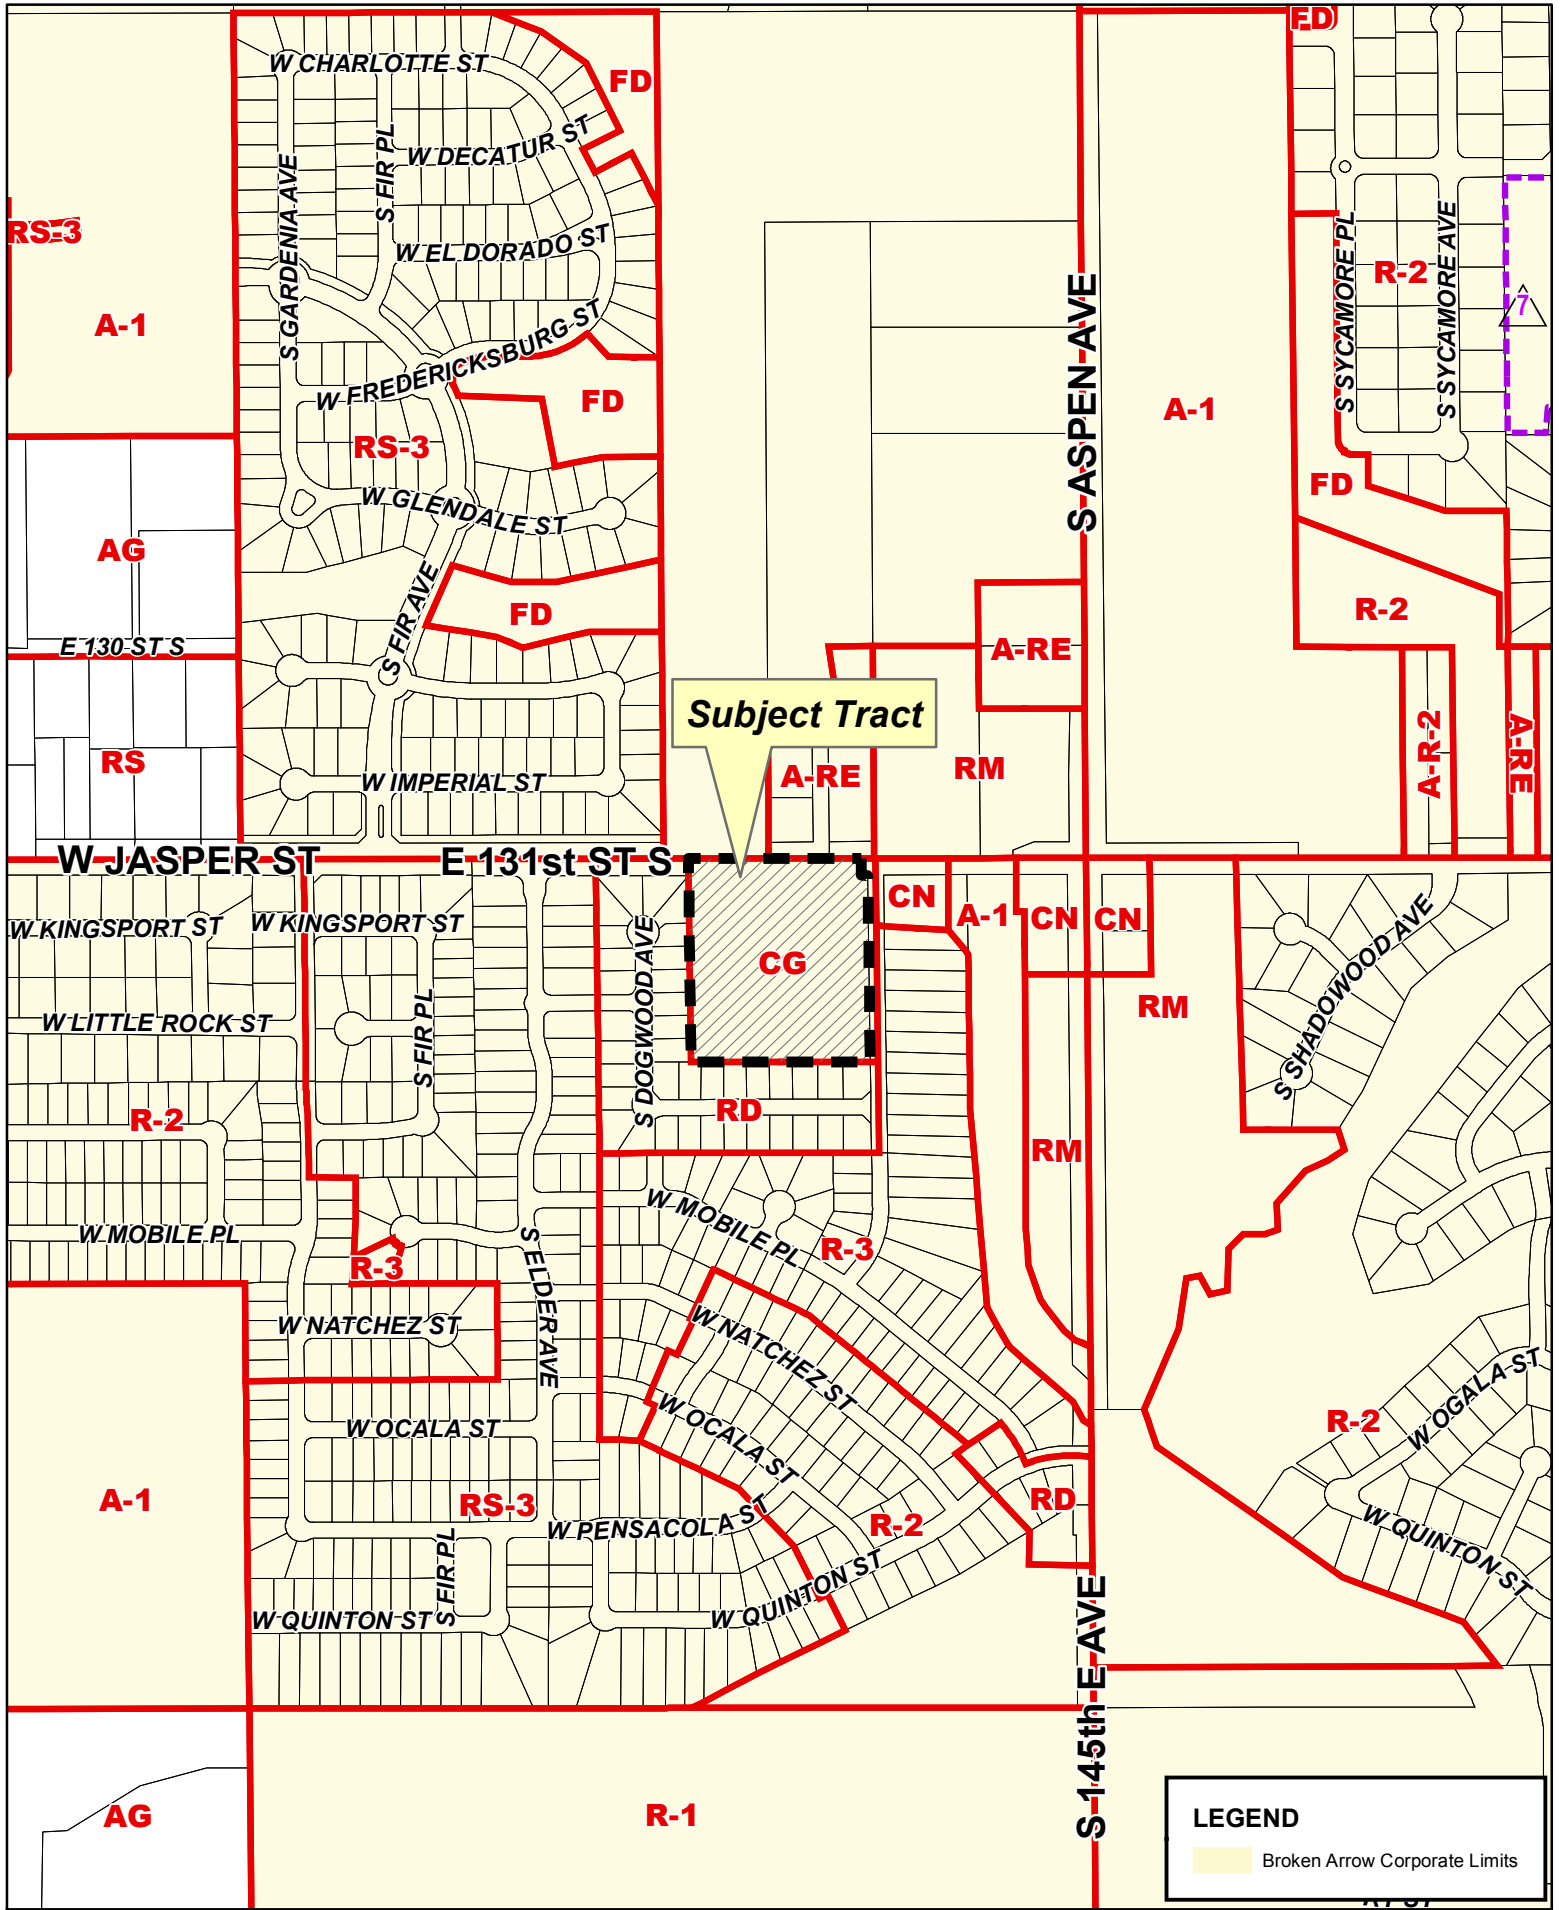 FD
W CHARLOTTE ST
FD
W DECATUR ST
S FIR PL
S GARDENIA AVE
RS-3
W EL DORADO ST
A-1
W FREDERICKSBURG ST
FD
RS-3
W GLENDALE ST
AG
S FIR AVE
FD
E 130 ST S
RS
W IMPERIAL ST
S ASPEN AVE
A-1
R-2
S SYCAMORE PL
S SYCAMORE AVE
7
FD
R-2
A-RE
Subject Tract
A-RE
RM
A-R-2
A-RE
W JASPER ST
E 131st ST S
CN
A-1
CN
CN
W KINGSPORT ST
W KINGSPORT ST
S DOGWOOD AVE
CG
S SHADOWOOD AVE
RM
W LITTLE ROCK ST
S FIR PL
R-2
RD
RM
W MOBILE PL
W MOBILE PL
R-3
R-3
S ELDER AVE
W NATCHEZ ST
W NATCHEZ ST
W OCALA ST
W OCALA ST
R-2
W OGALA ST
A-1
RS-3
RD
W PENSACOLA ST
R-2
W QUINTON ST
S FIR PL
W QUINTON ST
W QUINTON ST
S 145th E AVE
AG
R-1
LEGEND
Broken Arrow Corporate Limits